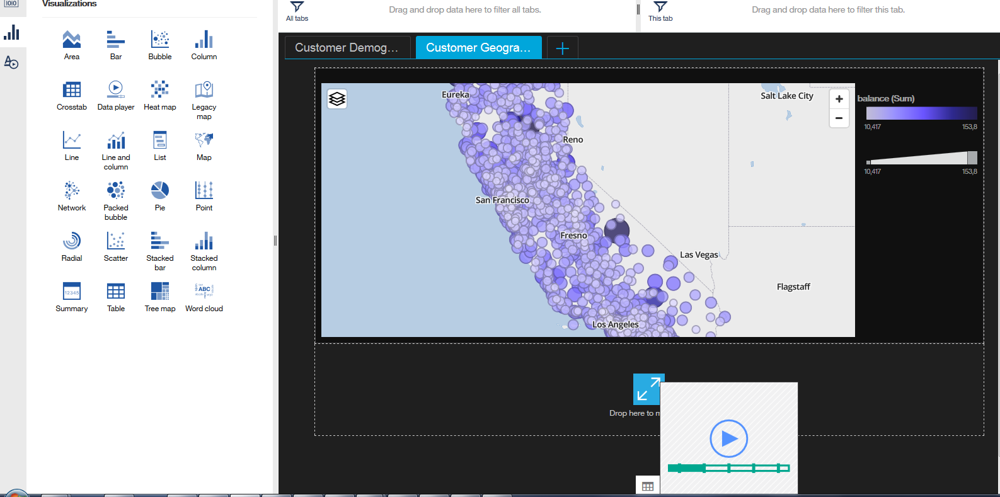 Visualizations
Area
Bar
Bubble
Column
Crosstab
Data player
Heat map
Legacy
map
Line
Line and
column
List
Map
Network
Packed
bubble
Pie
Point
Radial
Scatter
Stacked
bar
Stacked
column
12345
Summary
Table
Tree map
ABC
Word cloud
All tabs
Drag and drop data here to filter all tabs.
This tab
Drag and drop data here to filter this tab.
Customer Demog...
Customer Geogra...
+
Eureka
Salt Lake City
+
−
balance (Sum)
10,417
153,8
10,417
153,8
Reno
San Francisco
Fresno
Las Vegas
Flagstaff
Los Angeles
Drop here to